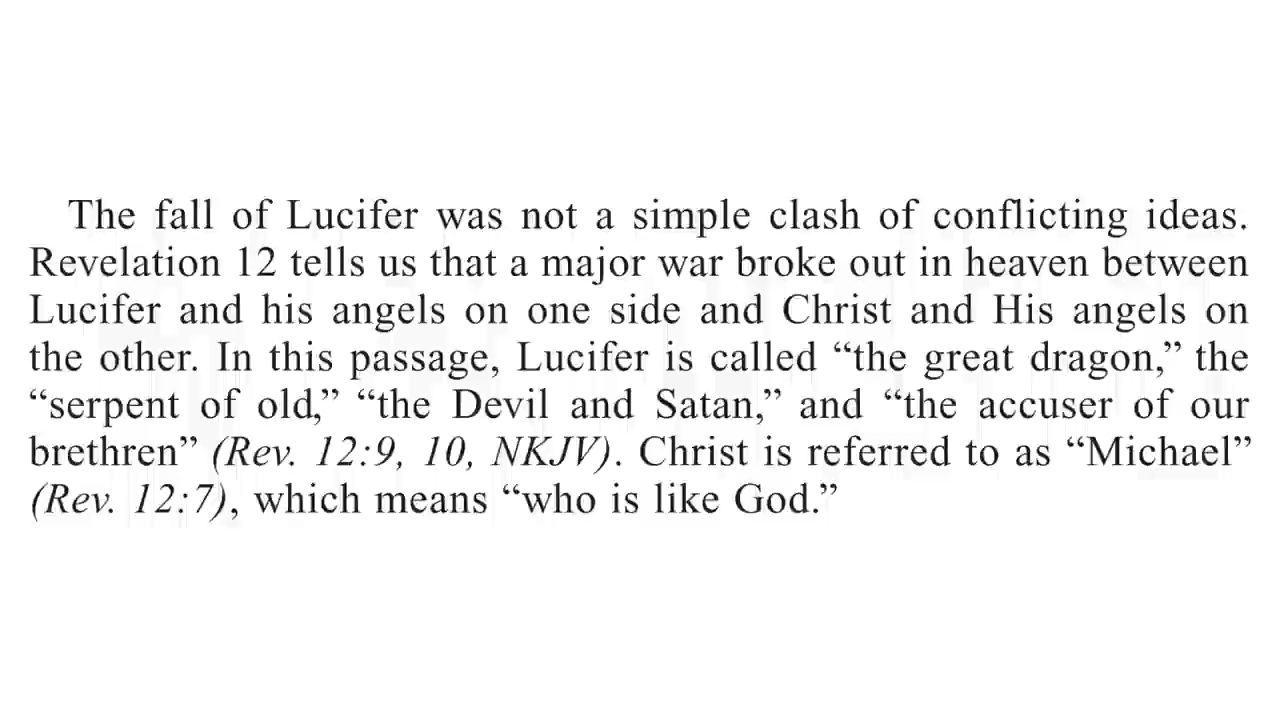 The fall of Lucifer was not a simple clash of conflicting ideas.
Revelation 12 tells us that a major war broke out in heaven between
Lucifer and his angels on one side and Christ and His angels on
the other. In this passage, Lucifer is called “the great dragon,” the
“serpent of old,” “the Devil and Satan,” and “the accuser of our
brethren” (Rev. 12:9, 10, NKJV). Christ is referred to as “Michael”
(Rev. 12:7), which means “who is like God.”